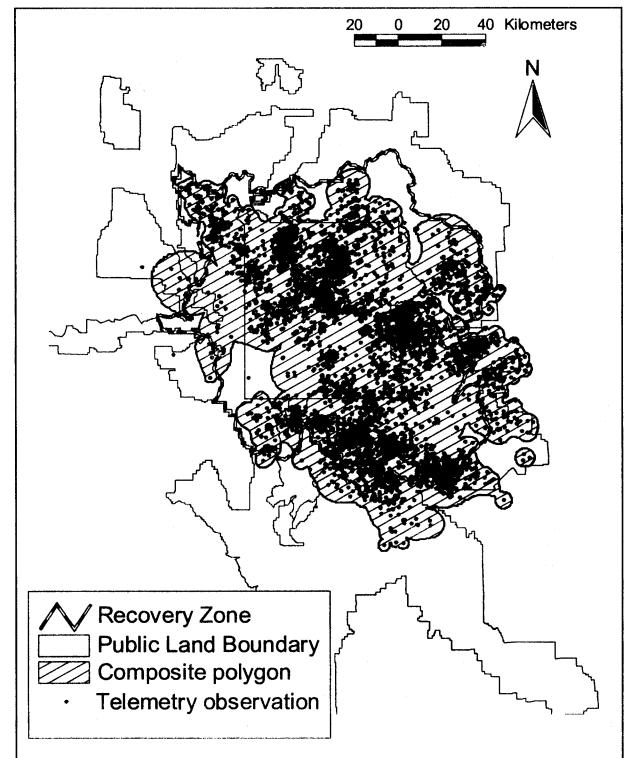 20 0 20 40 Kilometers
N
Recovery Zone
Public Land Boundary
Composite polygon
Telemetry observation